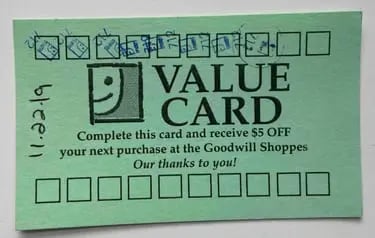 VALUE
CARD
Complete this card and receive $5 OFF
your next purchase at the Goodwill Shoppes
Our thanks to you!
11.22.19